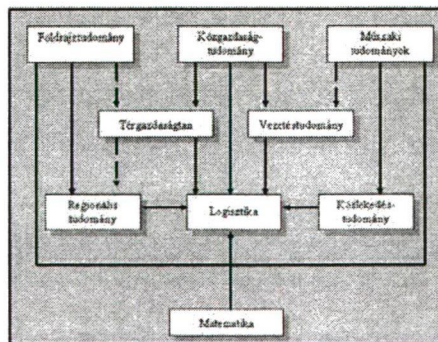 Földrajztudomány
Közgazdaság-
tudomány
Műszaki
tudományok
Térgazdaságtan
Vezetéstudomány
Regionális
tudomány
Logisztika
Közlekedés-
tudomány
Matematika